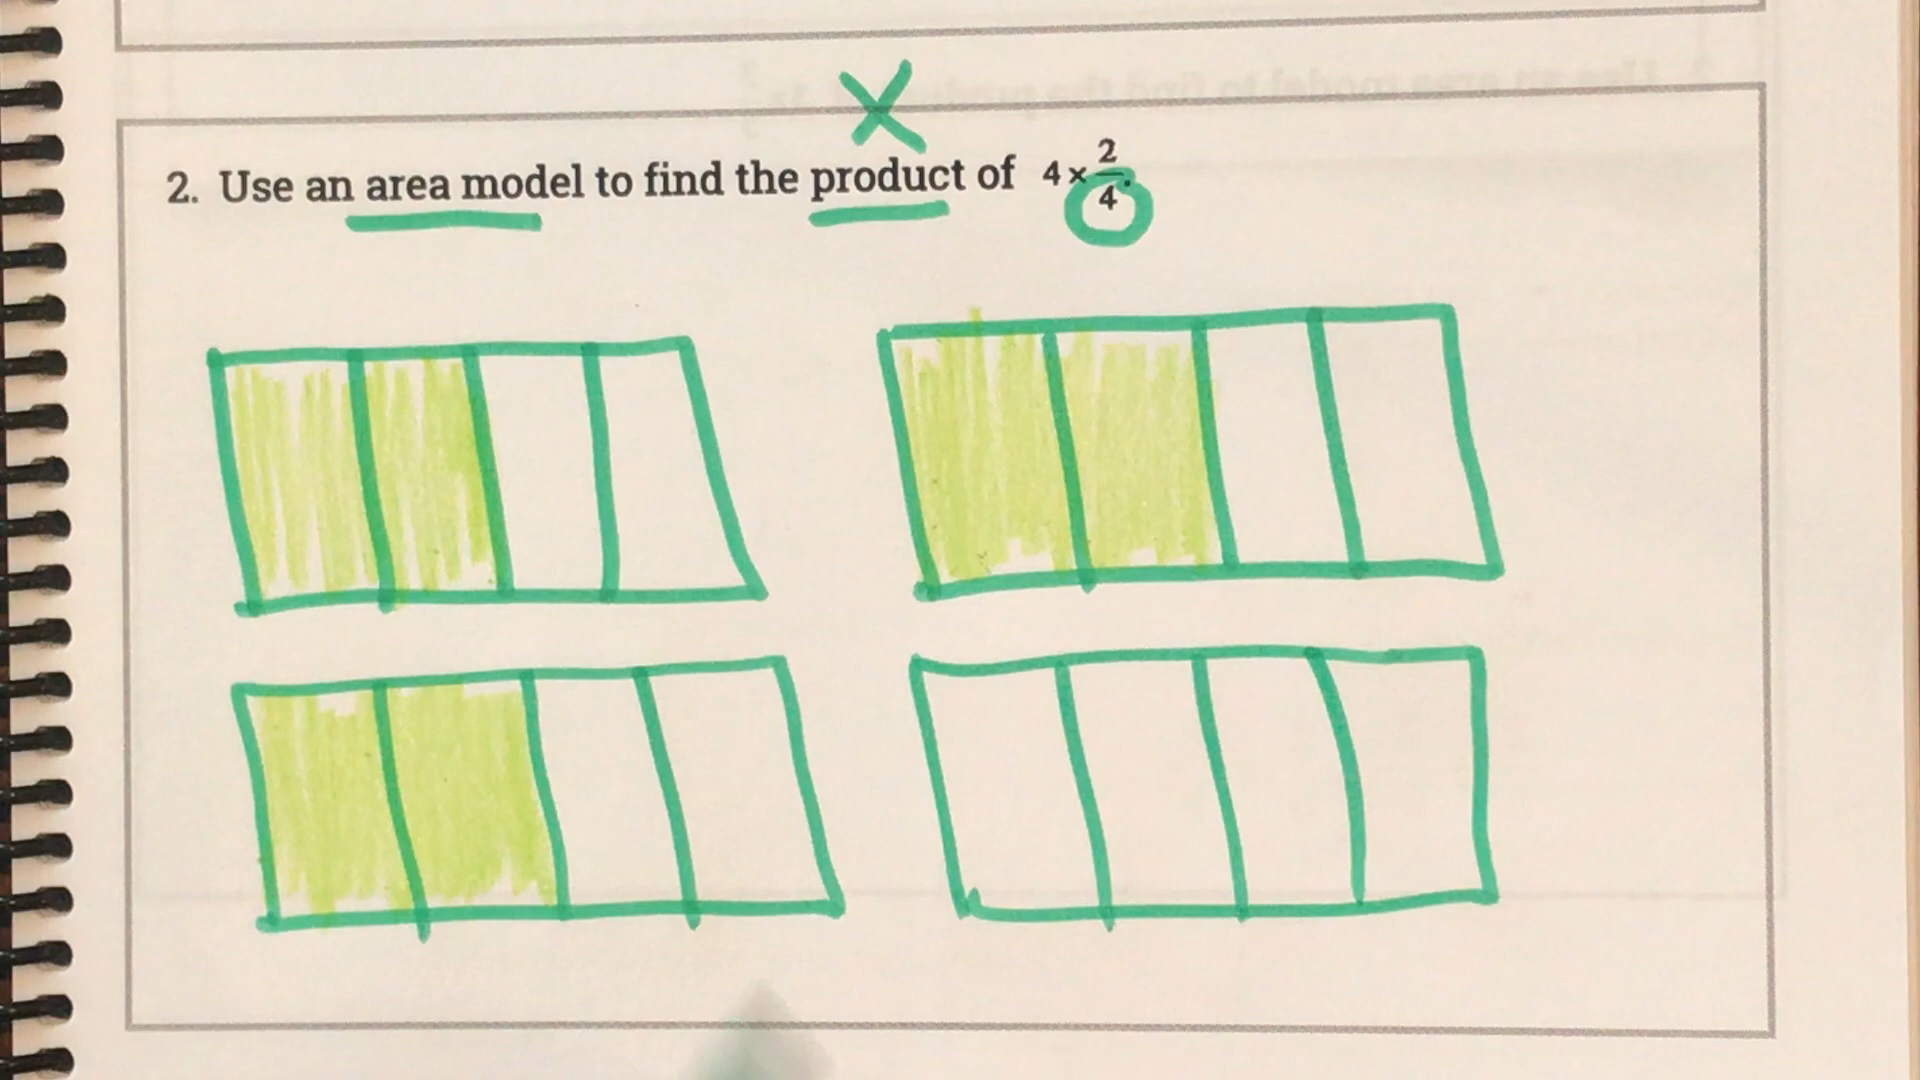 ×
2. Use an area model to find the product of 4 × 2/4.